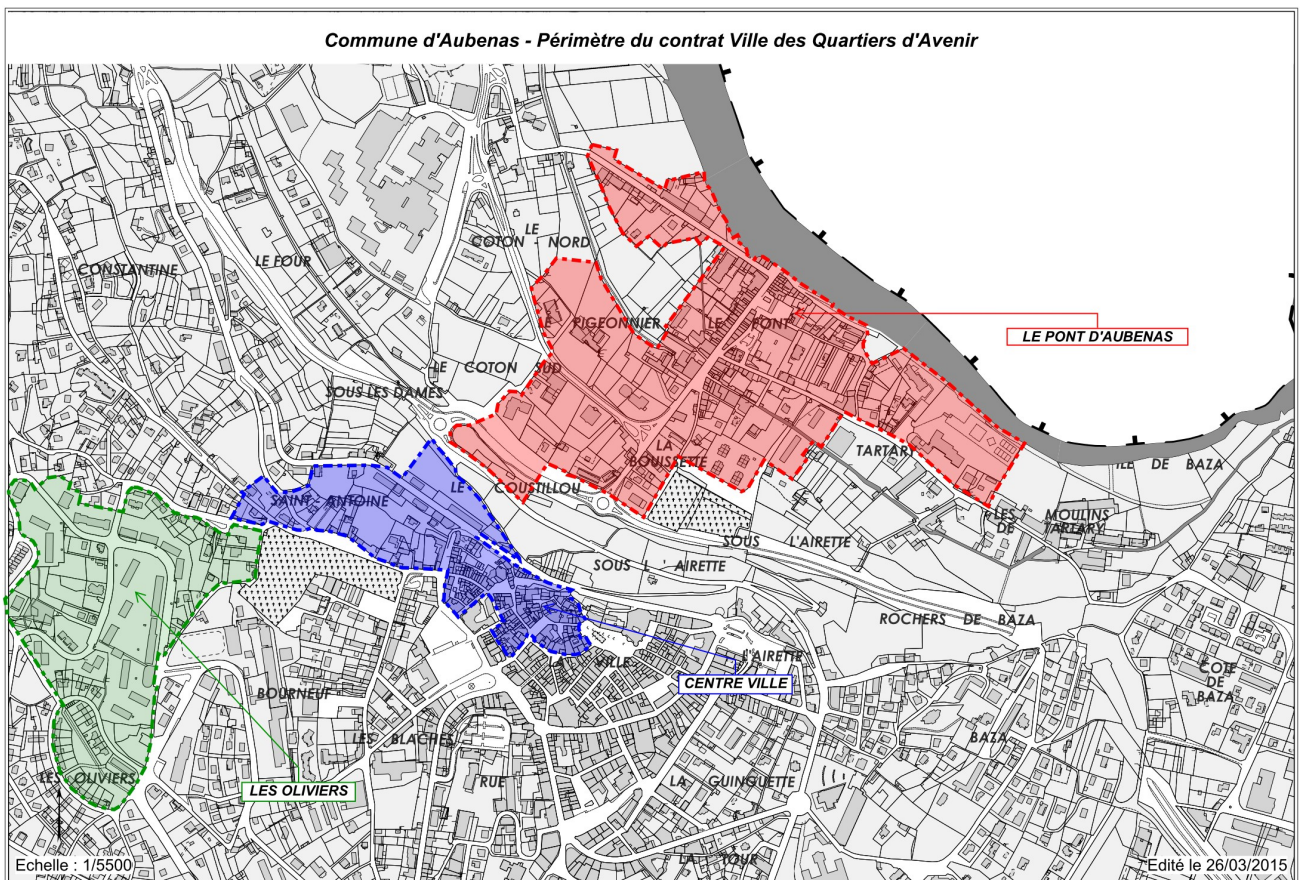 Commune d'Aubenas - Périmètre du contrat Ville des Quartiers d'Avenir
LE
COTON - NORD
CONSTANTINE
LE FOUR
LE PIGEONNIER
LE PONT
LE PONT D'AUBENAS
LE COTON SUD
SOUS LES DAMES
LA
BOUISSETTE
TARTARY
ILE DE BAZA
LE COUSTILLOU
SAINT - ANTOINE
LES MOULINS
DE TARTARY
SOUS L'AIRETTE
SOUS L'AIRETTE
ROCHERS DE BAZA
L'AIRETTE
LA VILLE
COTE
DE
BAZA
CENTRE VILLE
BOURNEUF
LES BLACHES
BAZA
LES OLIVIERS
LES OLIVIERS
RUE
LA GUINGUETTE
LA TOUR
Echelle : 1/5500
Edité le 26/03/2015